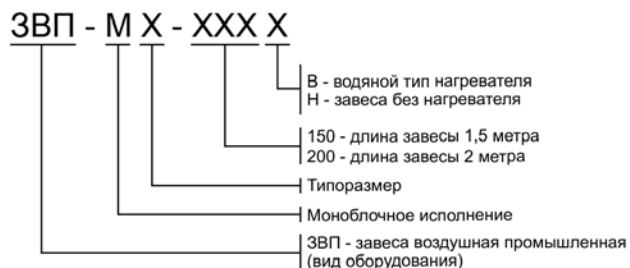 ЗВП - М Х - ХХХ Х
В - водяной тип нагревателя
Н - завеса без нагревателя
150 - длина завесы 1,5 метра
200 - длина завесы 2 метра
Типоразмер
Моноблочное исполнение
ЗВП - завеса воздушная промышленная
(вид оборудования)